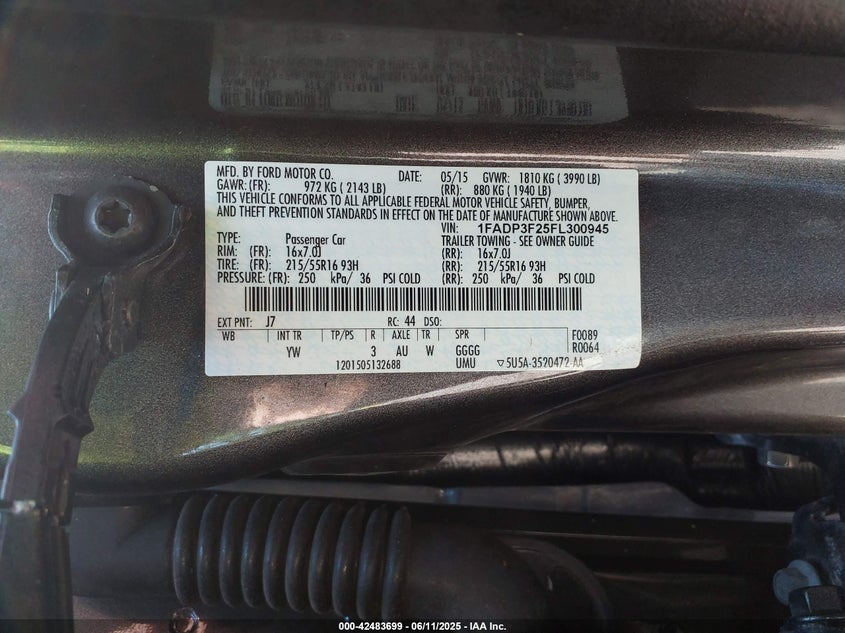 MFD. BY FORD MOTOR CO. DATE: 05/15 GVWR: 1810 KG ( 3990 LB)
GAWR: (FR): 972 KG ( 2143 LB) (RR): 880 KG ( 1940 LB)
THIS VEHICLE CONFORMS TO ALL APPLICABLE FEDERAL MOTOR VEHICLE SAFETY, BUMPER,
AND THEFT PREVENTION STANDARDS IN EFFECT ON THE DATE OF MANUFACTURE SHOWN ABOVE.
VIN: 1FADP3F25FL300945
TYPE: Passenger Car TRAILER TOWING - SEE OWNER GUIDE
RIM: (FR): 16x7.0J (RR): 16x7.0J
TIRE: (FR): 215/55R16 93H (RR): 215/55R16 93H
PRESSURE: (FR): 250 kPa/ 36 PSI COLD (RR): 250 kPa/ 36 PSI COLD
EXT PNT: J7 RC: 44 DSO:
WB INT TR TP/PS R AXLE TR SPR F0089
YW 3 AU W GGGG R0064
1201505132688 UMU ▽5U5A-3520472-AA
000-42483699 - 06/11/2025 - IAA Inc.